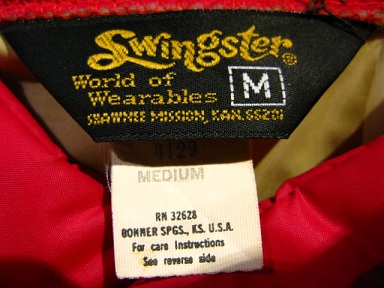 Swingster®
World of
Wearables
M
SHAWNEE MISSION, KAN. 66201
4129
MEDIUM
RN 32628
BONNER SPGS., KS. U.S.A.
For care Instructions
See reverse side